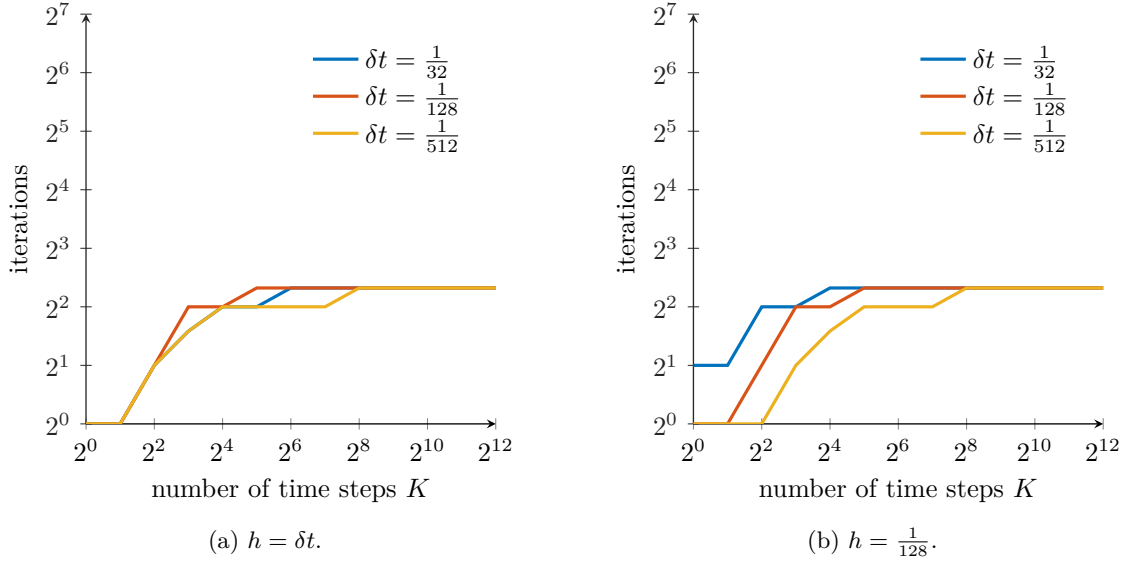 2^7
2^6
2^5
2^4
2^3
2^2
2^1
2^0
iterations
δt = 1/32
δt = 1/128
δt = 1/512
2^0 2^2 2^4 2^6 2^8 2^10 2^12
number of time steps K
(a) h = δt.
2^7
2^6
2^5
2^4
2^3
2^2
2^1
2^0
iterations
δt = 1/32
δt = 1/128
δt = 1/512
2^0 2^2 2^4 2^6 2^8 2^10 2^12
number of time steps K
(b) h = 1/128.